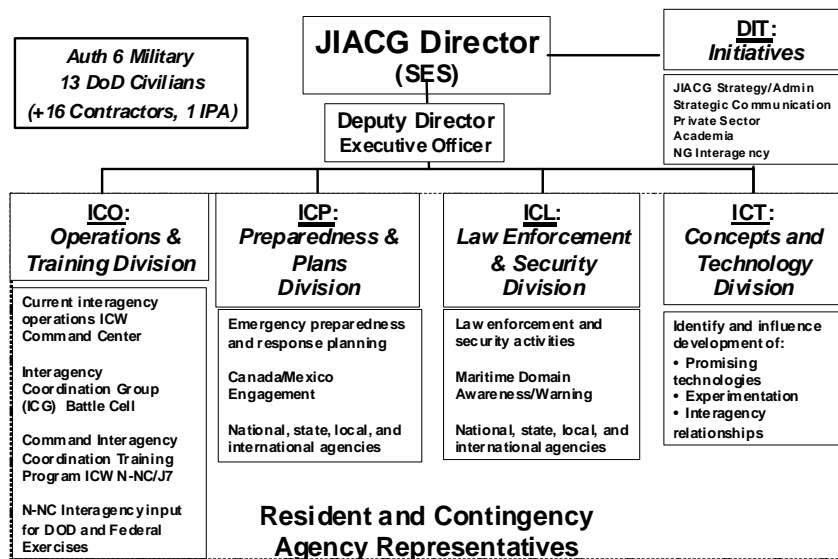 Auth 6 Military
13 DoD Civilians
(+16 Contractors, 1 IPA)
JIACG Director
(SES)
DIT:
Initiatives
JIACG Strategy/Admin
Strategic Communication
Private Sector
Academia
NG Interagency
Deputy Director
Executive Officer
ICO:
Operations &
Training Division
Current interagency
operations ICW
Command Center
Interagency
Coordination Group
(ICG) Battle Cell
Command Interagency
Coordination Training
Program ICW N-NC/J7
N-NC Interagency input
for DOD and Federal
Exercises
ICP:
Preparedness &
Plans
Division
Emergency preparedness
and response planning
Canada/Mexico
Engagement
National, state, local, and
international agencies
ICL:
Law Enforcement
& Security
Division
Law enforcement and
security activities
Maritime Domain
Awareness/Warning
National, state, local, and
international agencies
ICT:
Concepts and
Technology
Division
Identify and influence
development of:
• Promising
technologies
• Experimentation
• Interagency
relationships
Resident and Contingency
Agency Representatives